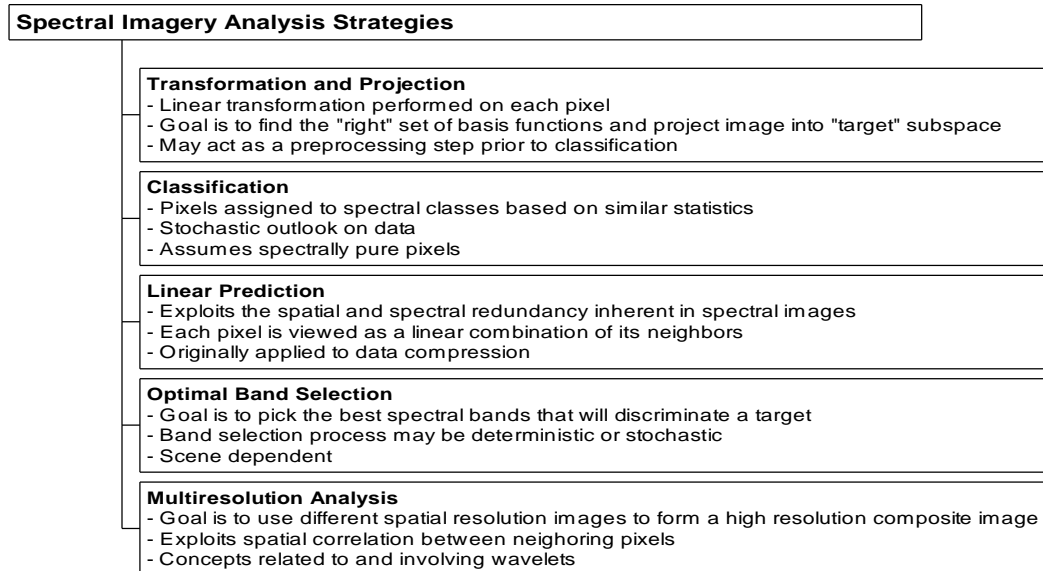 Spectral Imagery Analysis Strategies
Transformation and Projection
- Linear transformation performed on each pixel
- Goal is to find the "right" set of basis functions and project image into "target" subspace
- May act as a preprocessing step prior to classification
Classification
- Pixels assigned to spectral classes based on similar statistics
- Stochastic outlook on data
- Assumes spectrally pure pixels
Linear Prediction
- Exploits the spatial and spectral redundancy inherent in spectral images
- Each pixel is viewed as a linear combination of its neighbors
- Originally applied to data compression
Optimal Band Selection
- Goal is to pick the best spectral bands that will discriminate a target
- Band selection process may be deterministic or stochastic
- Scene dependent
Multiresolution Analysis
- Goal is to use different spatial resolution images to form a high resolution composite image
- Exploits spatial correlation between neighoring pixels
- Concepts related to and involving wavelets